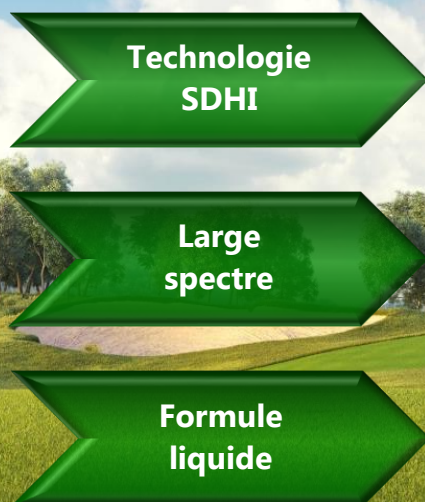 Technologie
SDHI
Large
spectre
Formule
liquide